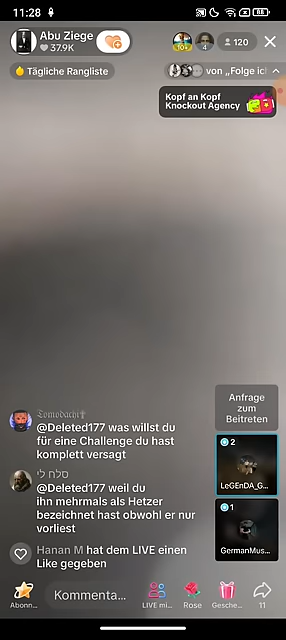 11:28
88
Abu Ziege
37.9K
10+
4
120
Tägliche Rangliste
von „Folge ich
Kopf an Kopf
Knockout Agency
𝔗𝔬𝔪𝔬𝔡𝔞𝔠𝔥𝔦
@Deleted177 was willst du
für eine Challenge du hast
komplett versagt
סלח לי
@Deleted177 weil du
ihn mehrmals als Hetzer
bezeichnet hast obwohl er nur
vorliest
Hanan M hat dem LIVE einen
Like gegeben
Anfrage
zum
Beitreten
2
LeGEnDA_G...
1
GermanMus...
Abonn...
Kommenta...
LIVE mi...
Rose
Gesche...
11